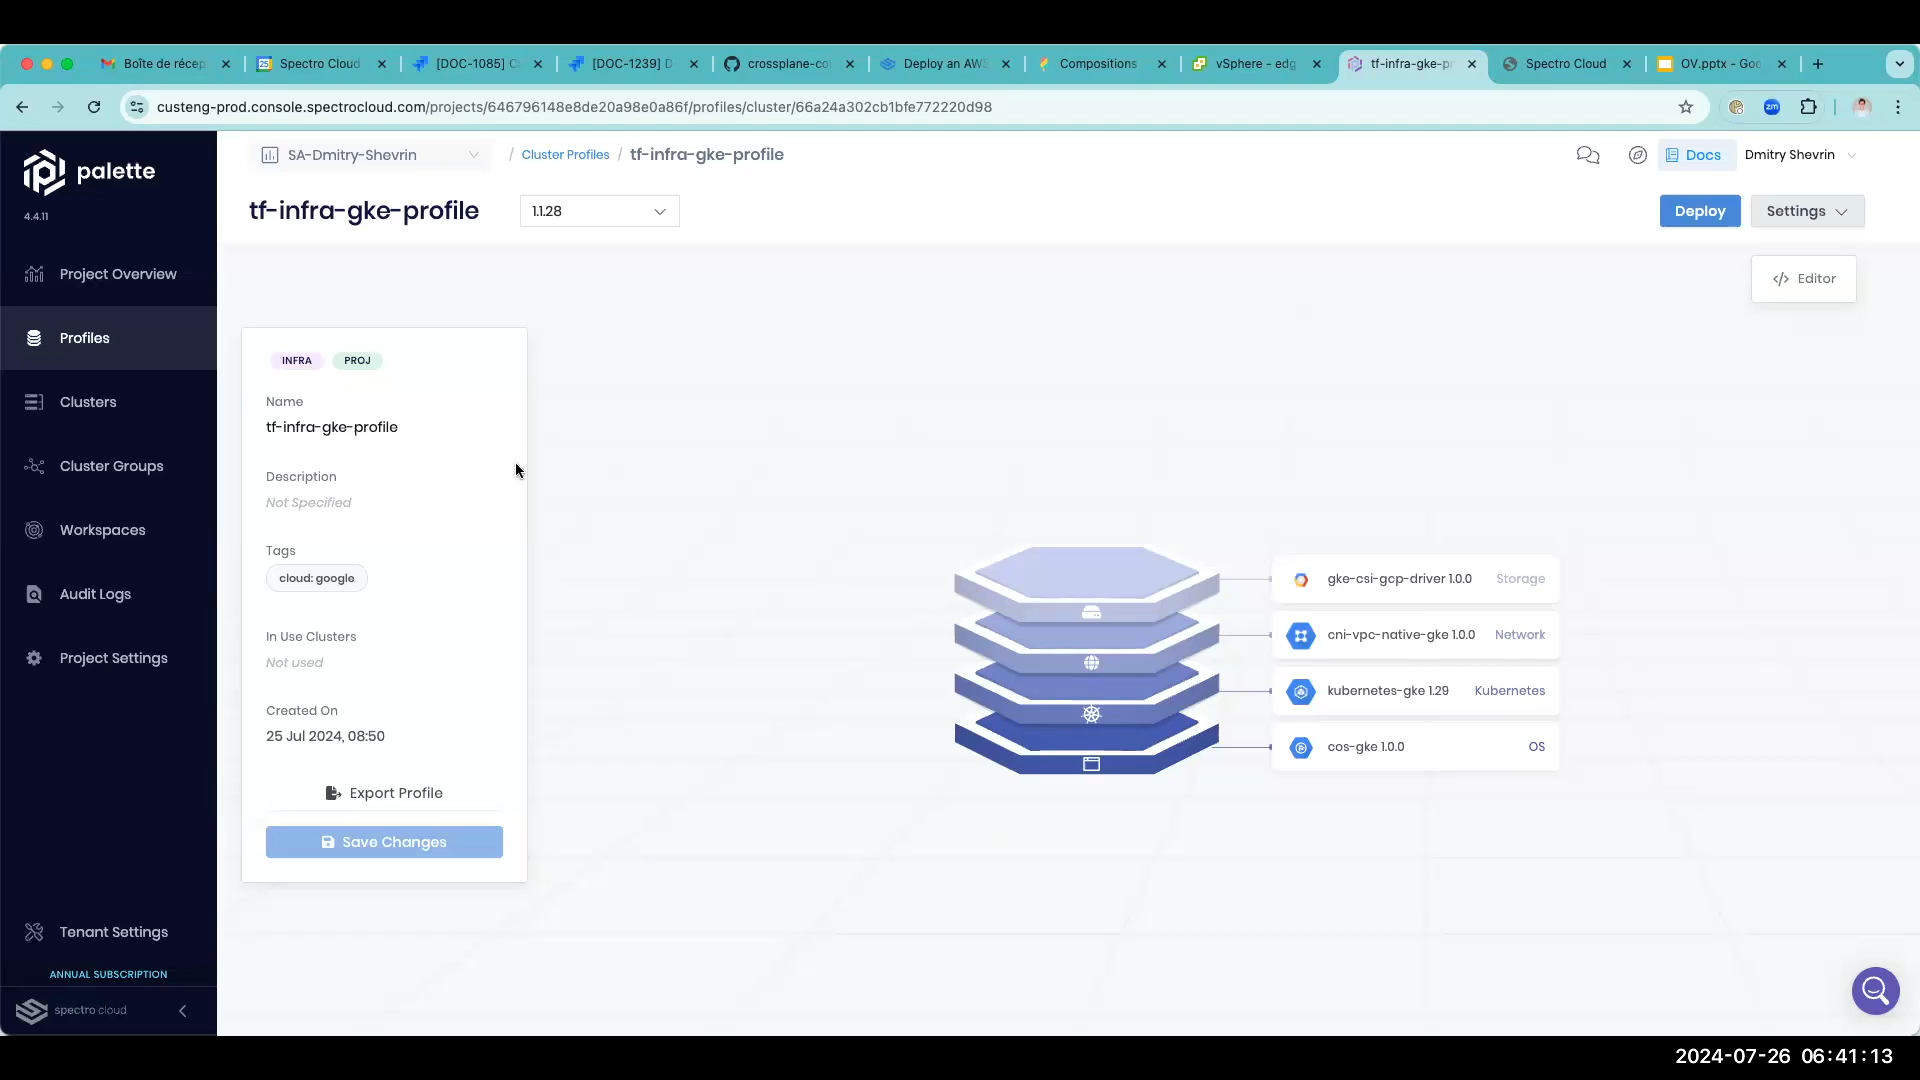 Boîte de récep
Spectro Cloud
[DOC-1085] C
[DOC-1239] D
crossplane-co
Deploy an AWS
Compositions
vSphere - edg
tf-infra-gke-pr
Spectro Cloud
OV.pptx - Goo
custeng-prod.console.spectrocloud.com/projects/646796148e8de20a98e0a86f/profiles/cluster/66a24a302cb1bfe772220d98
zm
palette
4.4.11
Project Overview
Profiles
Clusters
Cluster Groups
Workspaces
Audit Logs
Project Settings
Tenant Settings
ANNUAL SUBSCRIPTION
spectro cloud
SA-Dmitry-Shevrin
/ Cluster Profiles / tf-infra-gke-profile
Docs
Dmitry Shevrin
tf-infra-gke-profile
1.1.28
Deploy
Settings
</> Editor
INFRA
PROJ
Name
tf-infra-gke-profile
Description
Not Specified
Tags
cloud: google
In Use Clusters
Not used
Created On
25 Jul 2024, 08:50
Export Profile
Save Changes
gke-csi-gcp-driver 1.0.0 Storage
cni-vpc-native-gke 1.0.0 Network
kubernetes-gke 1.29 Kubernetes
cos-gke 1.0.0 OS
2024-07-26 06:41:13